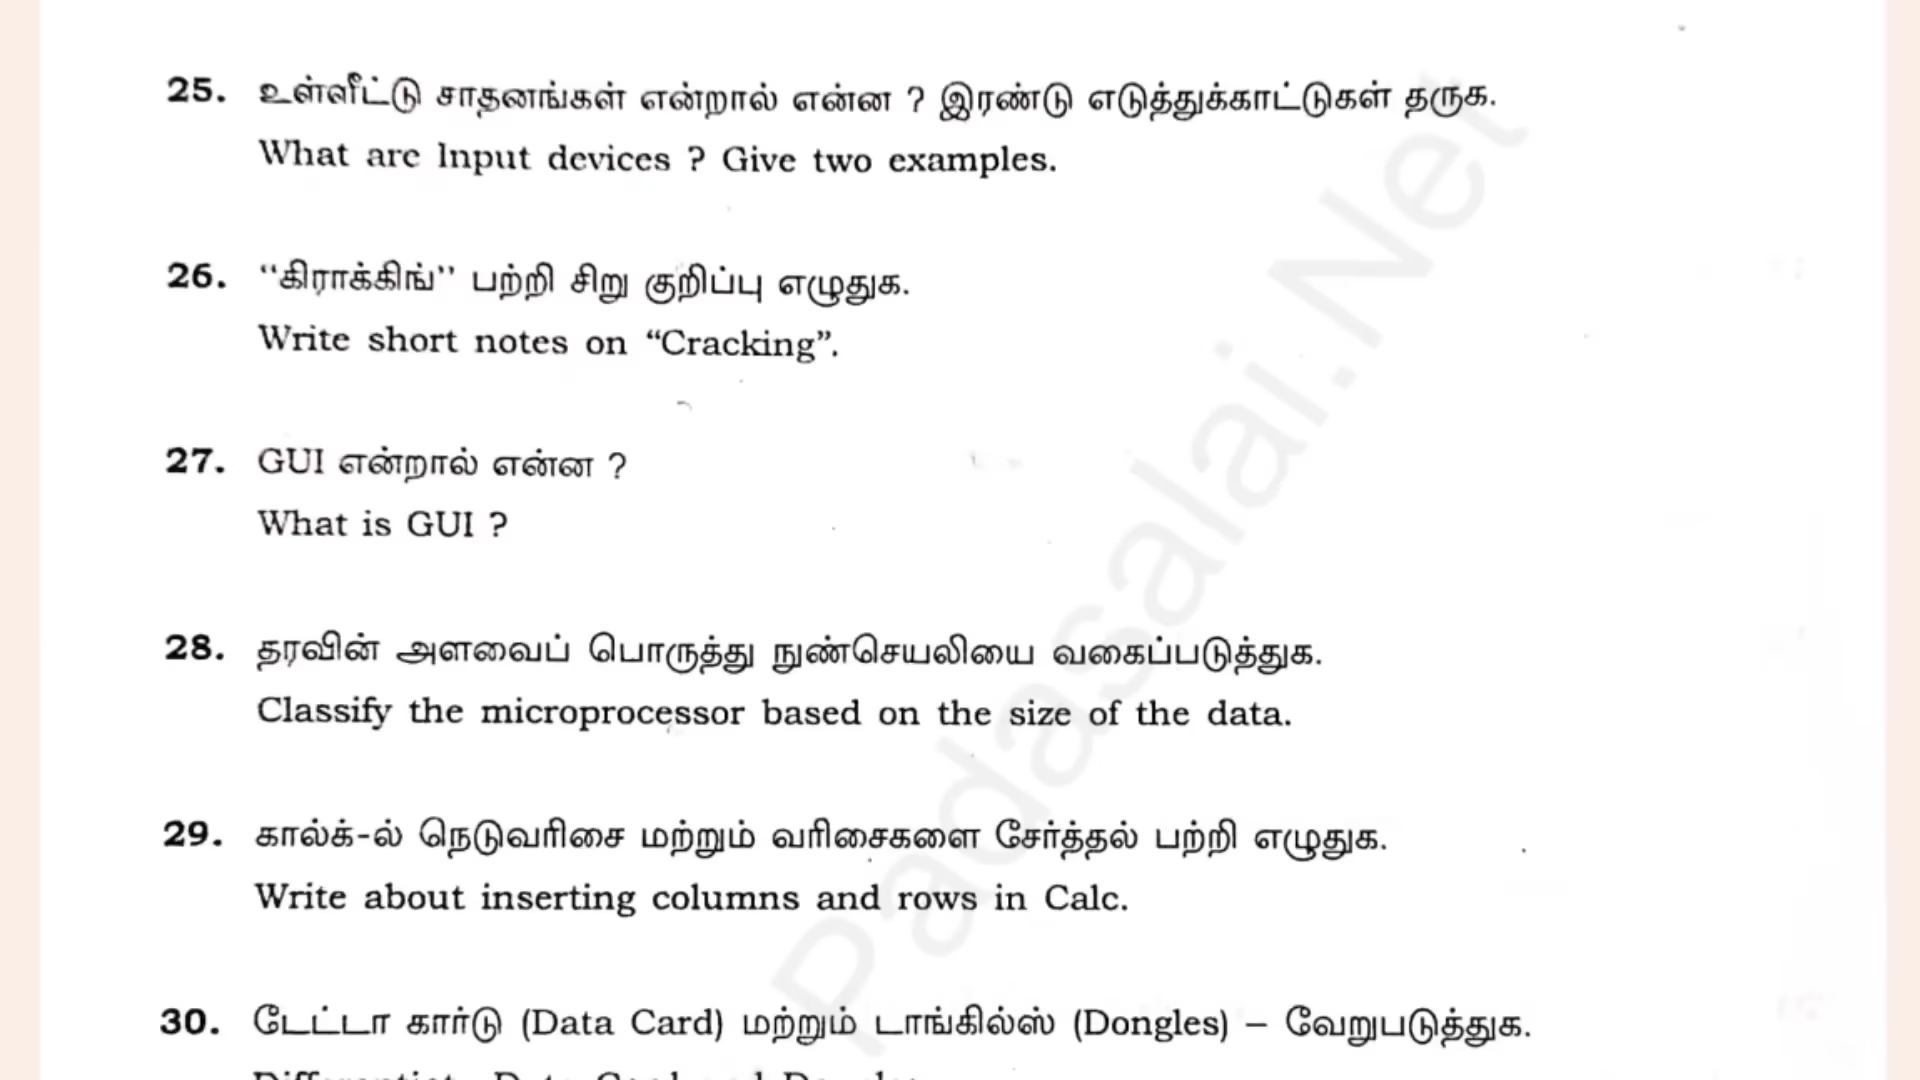 25. உள்ளீட்டு சாதனங்கள் என்றால் என்ன ? இரண்டு எடுத்துக்காட்டுகள் தருக.
What are Input devices ? Give two examples.
26. “கிராக்கிங்” பற்றி சிறு குறிப்பு எழுதுக.
Write short notes on “Cracking”.
27. GUI என்றால் என்ன ?
What is GUI ?
28. தரவின் அளவைப் பொருத்து நுண்செயலியை வகைப்படுத்துக.
Classify the microprocessor based on the size of the data.
29. கால்க்-ல் நெடுவரிசை மற்றும் வரிசைகளை சேர்த்தல் பற்றி எழுதுக.
Write about inserting columns and rows in Calc.
30. டேட்டா கார்டு (Data Card) மற்றும் டாங்கில்ஸ் (Dongles) – வேறுபடுத்துக.
Padasalai.Net